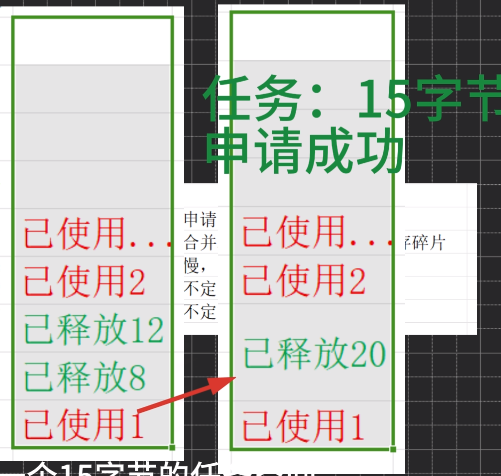 任务：15字节
申请成功
已使用...
已使用2
已释放12
已释放8
已使用1
申请
合并
慢，
不定
不定
已使用...
已使用2
已释放20
已使用1
存碎片
一个15字节的任